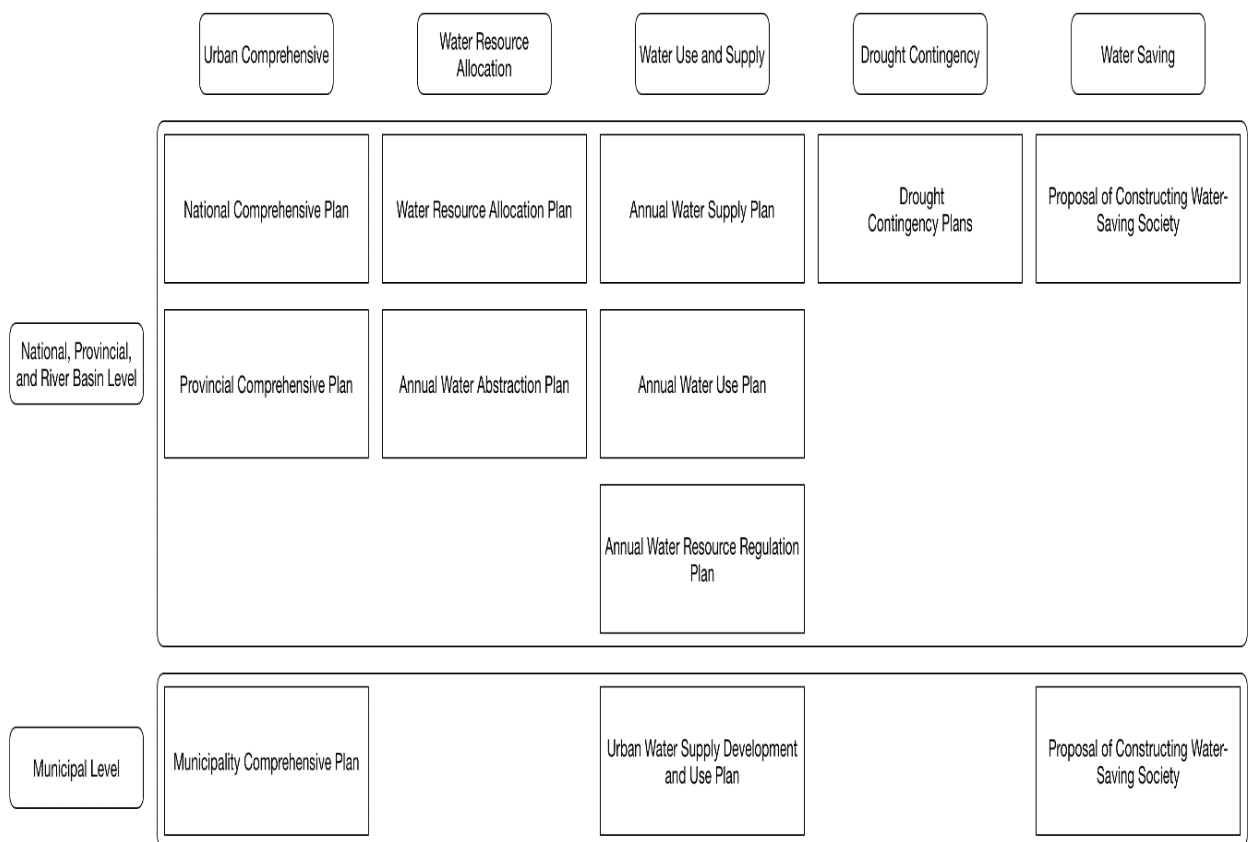 Urban Comprehensive
Water Resource
Allocation
Water Use and Supply
Drought Contingency
Water Saving
National, Provincial,
and River Basin Level
National Comprehensive Plan
Water Resource Allocation Plan
Annual Water Supply Plan
Drought
Contingency Plans
Proposal of Constructing Water-
Saving Society
Provincial Comprehensive Plan
Annual Water Abstraction Plan
Annual Water Use Plan
Annual Water Resource Regulation
Plan
Municipal Level
Municipality Comprehensive Plan
Urban Water Supply Development
and Use Plan
Proposal of Constructing Water-
Saving Society